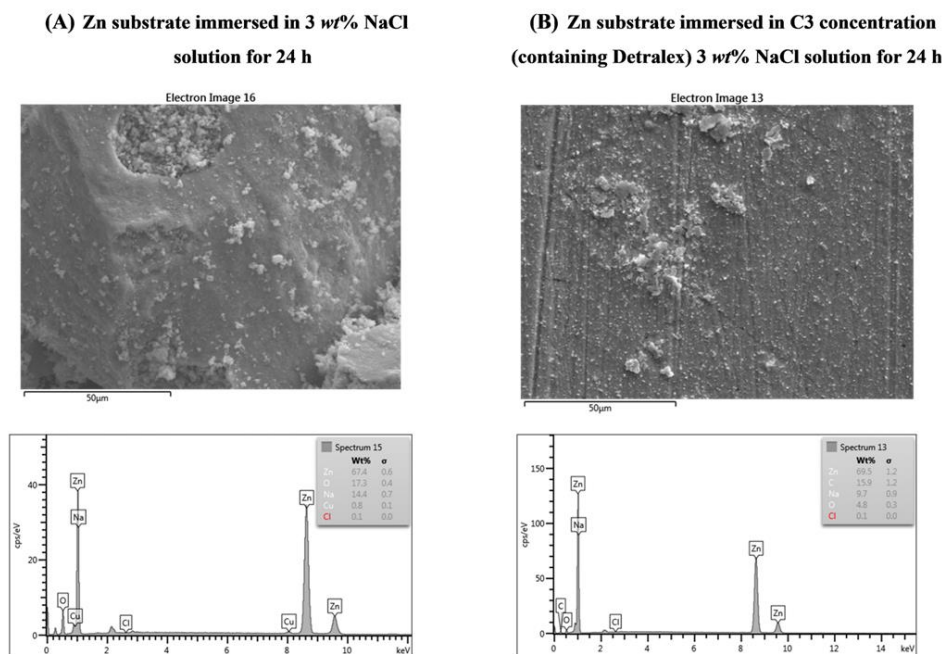 (A) Zn substrate immersed in 3 wt% NaCl
solution for 24 h
(B) Zn substrate immersed in C3 concentration
(containing Detralex) 3 wt% NaCl solution for 24 h
Electron Image 16
Electron Image 13
50µm
50µm
Spectrum 15
Wt% σ
Zn 67.4 0.6
O 17.3 0.4
Na 14.4 0.7
Cu 0.8 0.1
Cl 0.1 0.0
cps/eV
40
20
0
Zn
Na
O
Cu
Cl
Cu
Zn
Zn
0 2 4 6 8 10 keV
Spectrum 13
Wt% σ
Zn 69.5 1.2
C 15.9 1.2
Na 9.7 0.9
O 4.8 0.3
Cl 0.1 0.0
cps/eV
150
100
50
0
Zn
Na
C
O
Cl
Zn
Zn
0 2 4 6 8 10 12 14 keV